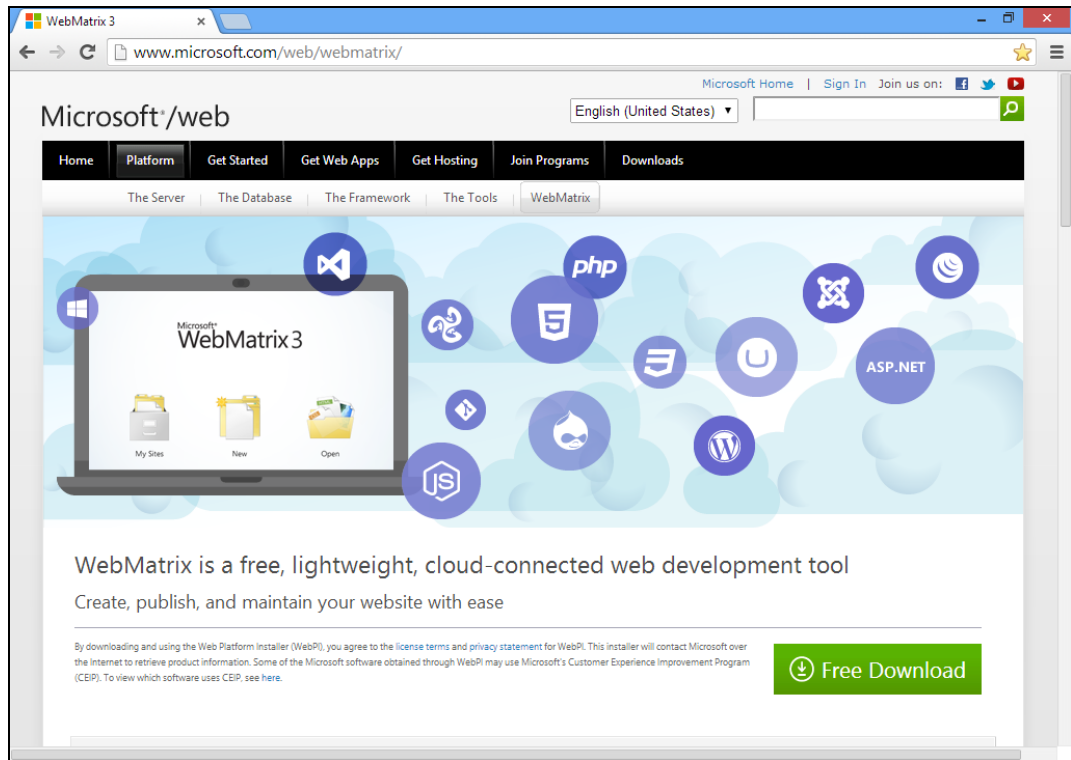 WebMatrix 3
www.microsoft.com/web/webmatrix/
Microsoft Home | Sign In Join us on:
Microsoft®/web
English (United States)
Home Platform Get Started Get Web Apps Get Hosting Join Programs Downloads
The Server | The Database | The Framework | The Tools | WebMatrix
php
5
Microsoft®
WebMatrix 3
ASP.NET
My Sites New Open
JS
WebMatrix is a free, lightweight, cloud-connected web development tool
Create, publish, and maintain your website with ease
By downloading and using the Web Platform Installer (WebPI), you agree to the license terms and privacy statement for WebPI. This installer will contact Microsoft over
the Internet to retrieve product information. Some of the Microsoft software obtained through WebPI may use Microsoft's Customer Experience Improvement Program
(CEIP). To view which software uses CEIP, see here.
Free Download